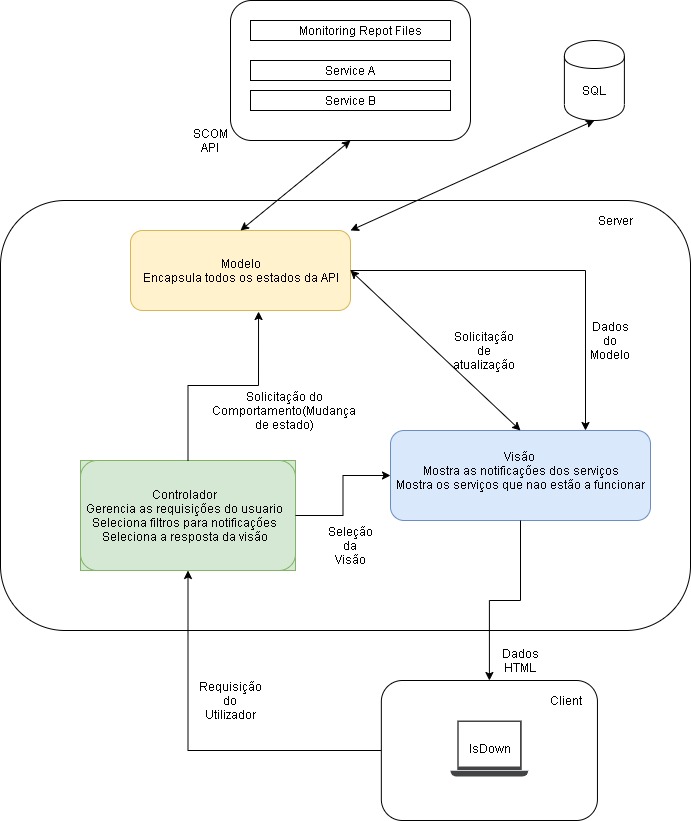 Monitoring Repot Files
Service A
Service B
SCOM
API
SQL
Server
Modelo
Encapsula todos os estados da API
Solicitação
de
atualização
Dados
do
Modelo
Solicitação do
Comportamento(Mudança
de estado)
Visão
Mostra as notificações dos serviços
Mostra os serviços que nao estão a funcionar
Controlador
Gerencia as requisições do usuario
Seleciona filtros para notificações
Seleciona a resposta da visão
Seleção
da
Visão
Dados
HTML
Requisição
do
Utilizador
Client
IsDown